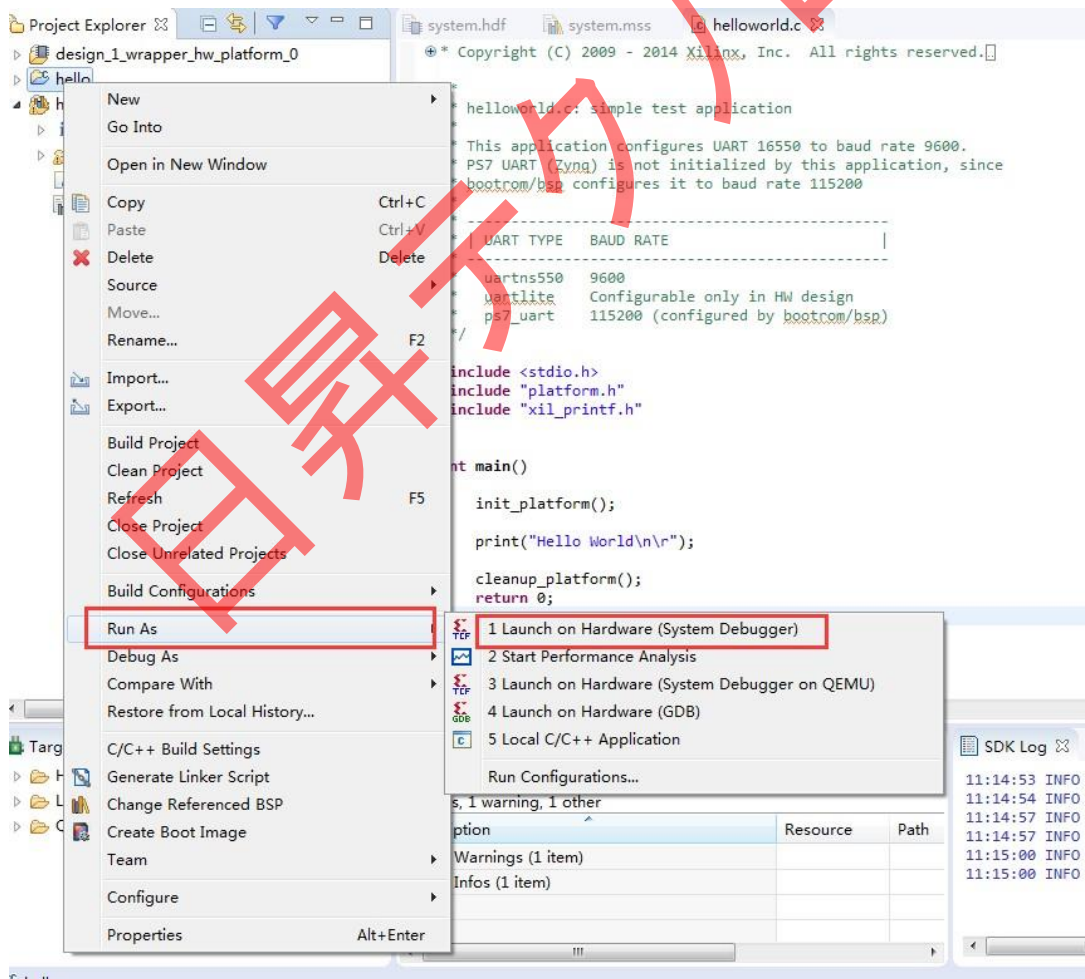 Project Explorer
system.hdf
system.mss
helloworld.c
design_1_wrapper_hw_platform_0
hello
* Copyright (C) 2009 - 2014 Xilinx, Inc.  All rights reserved.
helloworld.c: simple test application
This application configures UART 16550 to baud rate 9600.
PS7 UART (Zynq) is not initialized by this application, since
bootrom/bsp configures it to baud rate 115200
* ------------------------------------------------
* | UART TYPE   BAUD RATE                        |
* ------------------------------------------------
uartns550   9600
uartlite    Configurable only in HW design
ps7_uart    115200 (configured by bootrom/bsp)
*/
include <stdio.h>
include "platform.h"
include "xil_printf.h"
nt main()
init_platform();
print("Hello World\n\r");
cleanup_platform();
return 0;
New
Go Into
Open in New Window
Copy Ctrl+C
Paste Ctrl+V
Delete Delete
Source
Move...
Rename... F2
Import...
Export...
Build Project
Clean Project
Refresh F5
Close Project
Close Unrelated Projects
Build Configurations
Run As
Debug As
Compare With
Restore from Local History...
C/C++ Build Settings
Generate Linker Script
Change Referenced BSP
Create Boot Image
Team
Configure
Properties Alt+Enter
1 Launch on Hardware (System Debugger)
2 Start Performance Analysis
3 Launch on Hardware (System Debugger on QEMU)
4 Launch on Hardware (GDB)
5 Local C/C++ Application
Run Configurations...
Targ
H
L
s, 1 warning, 1 other
ption Resource Path
Warnings (1 item)
Infos (1 item)
SDK Log
11:14:53 INFO
11:14:54 INFO
11:14:57 INFO
11:14:57 INFO
11:15:00 INFO
11:15:00 INFO
日昇テク